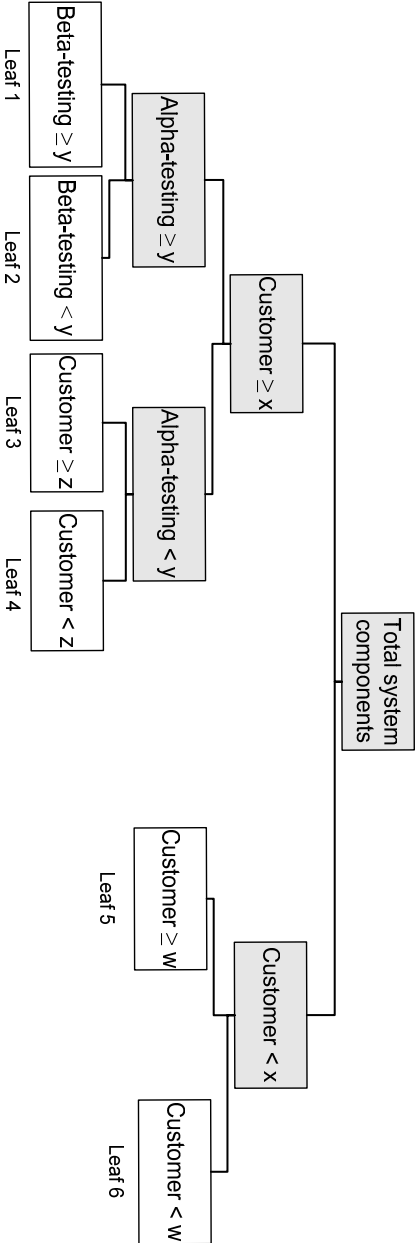 Total system
components
Customer ≥ x
Customer < x
Alpha-testing ≥ y
Alpha-testing < y
Customer ≥ w
Customer < w
Leaf 5
Leaf 6
Beta-testing ≥ y
Beta-testing < y
Customer ≥ z
Customer < z
Leaf 1
Leaf 2
Leaf 3
Leaf 4